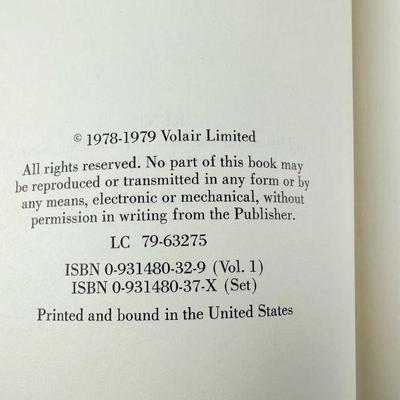 © 1978-1979 Volair Limited
All rights reserved. No part of this book may
be reproduced or transmitted in any form or by
any means, electronic or mechanical, without
permission in writing from the Publisher.
LC 79-63275
ISBN 0-931480-32-9 (Vol. 1)
ISBN 0-931480-37-X (Set)
Printed and bound in the United States